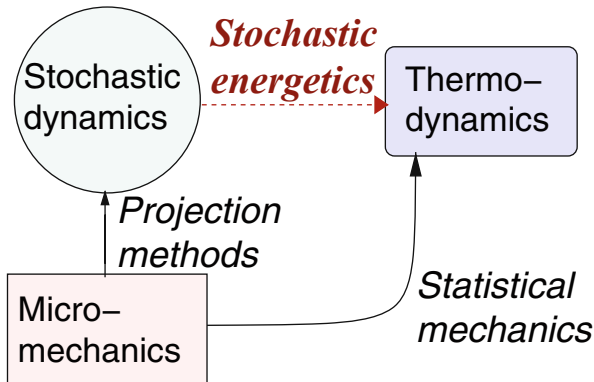 Stochastic
energetics
Stochastic
dynamics
Thermo−
dynamics
Projection
methods
Statistical
mechanics
Micro−
mechanics